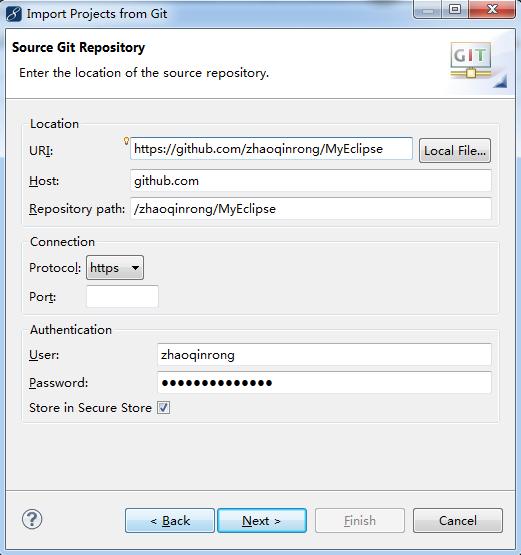 Import Projects from Git
Source Git Repository
Enter the location of the source repository.
GIT
Location
URI: https://github.com/zhaoqinrong/MyEclipse Local File...
Host: github.com
Repository path: /zhaoqinrong/MyEclipse
Connection
Protocol: https
Port:
Authentication
User: zhaoqinrong
Password: ●●●●●●●●●●●●●●
Store in Secure Store
? < Back Next > Finish Cancel